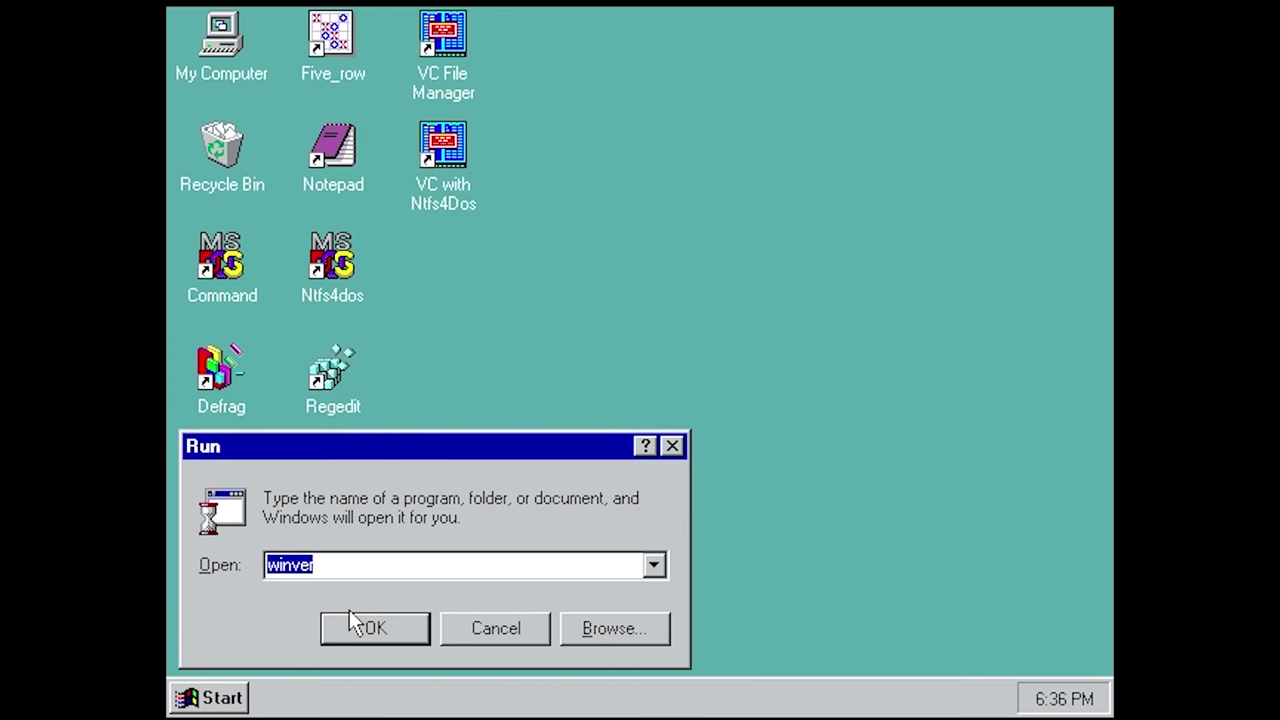 My Computer
Five_row
VC File
Manager
Recycle Bin
Notepad
VC with
Ntfs4Dos
MS
MS
Command
Ntfs4dos
Defrag
Regedit
Run
?
Type the name of a program, folder, or document, and
Windows will open it for you.
Open:
winver
OK
Cancel
Browse...
Start
6:36 PM